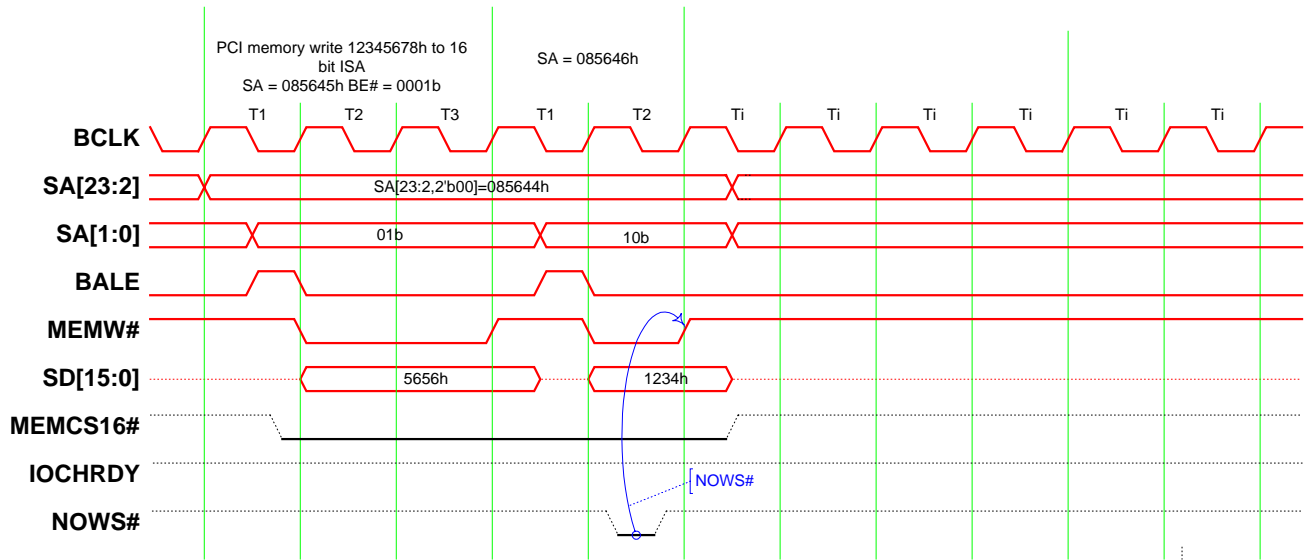 PCI memory write 12345678h to 16
bit ISA
SA = 085645h BE# = 0001b
SA = 085646h
T1 T2 T3 T1 T2 Ti Ti Ti Ti Ti Ti
BCLK
SA[23:2] SA[23:2,2'b00]=085644h
SA[1:0] 01b 10b
BALE
MEMW#
SD[15:0] 5656h 1234h
MEMCS16#
IOCHRDY
NOWS#
NOWS#